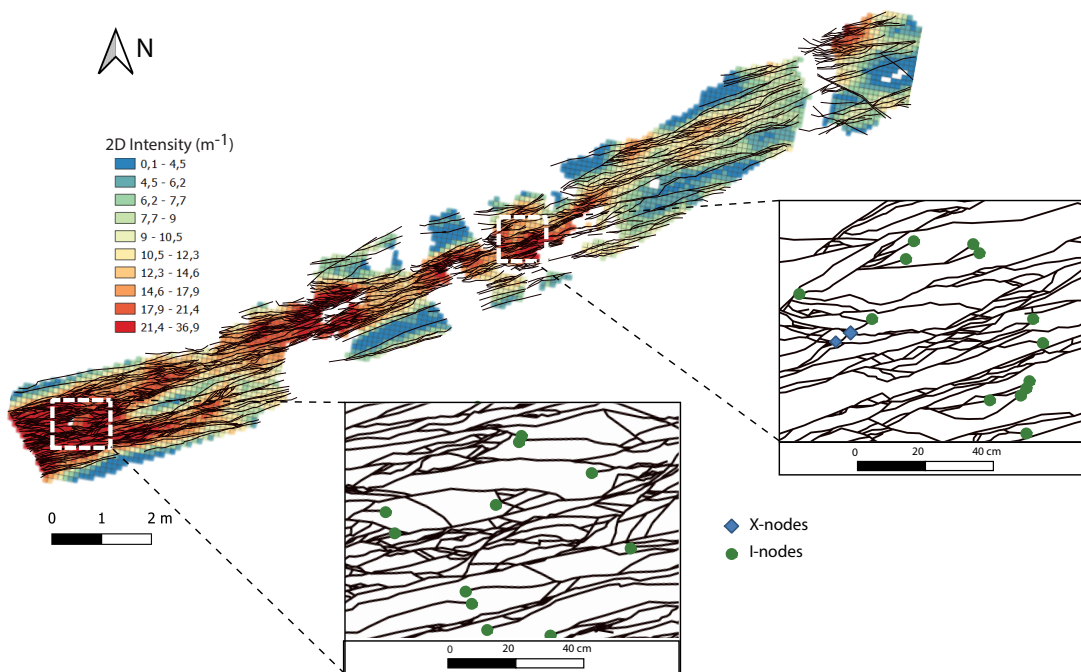 N
2D Intensity (m-1)
0,1 - 4,5
4,5 - 6,2
6,2 - 7,7
7,7 - 9
9 - 10,5
10,5 - 12,3
12,3 - 14,6
14,6 - 17,9
17,9 - 21,4
21,4 - 36,9
0 1 2 m
0 20 40 cm
X-nodes
I-nodes
0 20 40 cm